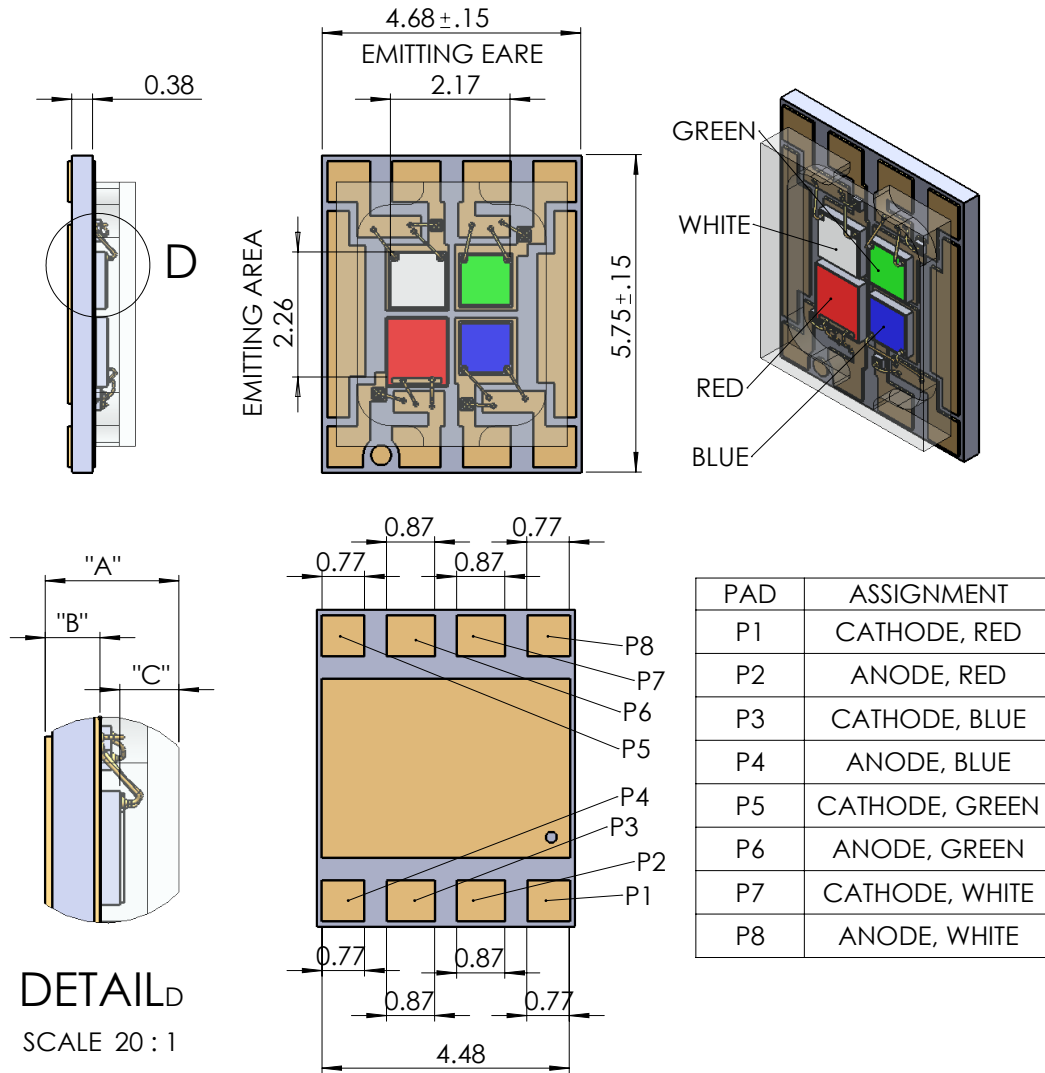 4.68±.15
EMITTING EARE
2.17
0.38
GREEN
WHITE
RED
BLUE
D
EMITTING AREA
2.26
5.75±.15
"A"
"B"
"C"
DETAIL D
SCALE 20 : 1
0.87
0.77
0.77
0.87
P8
P7
P6
P5
P4
P3
P2
P1
0.77
0.87
0.87
0.77
4.48
PAD ASSIGNMENT
P1 CATHODE, RED
P2 ANODE, RED
P3 CATHODE, BLUE
P4 ANODE, BLUE
P5 CATHODE, GREEN
P6 ANODE, GREEN
P7 CATHODE, WHITE
P8 ANODE, WHITE